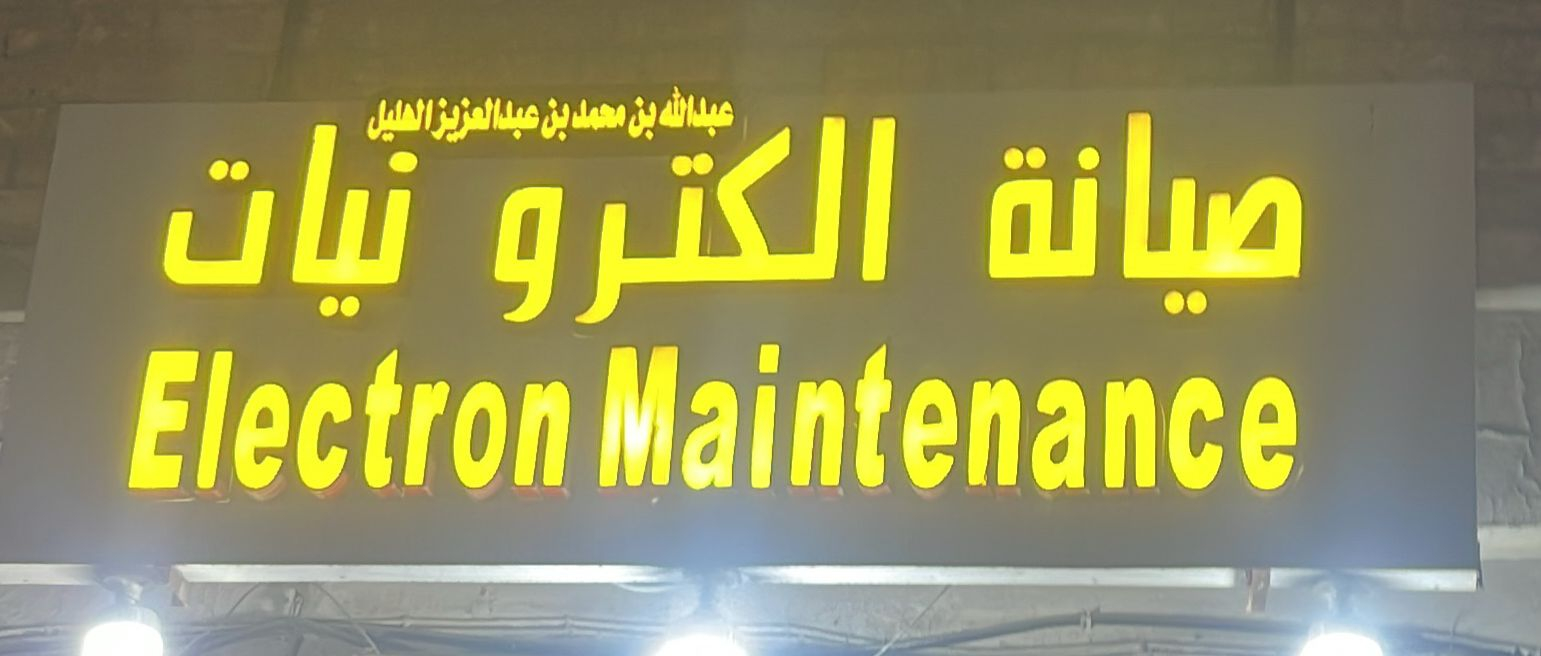 عبدالله بن محمد بن عبدالعزيز الهليل
صيانة الكترو نيات
Electron Maintenance